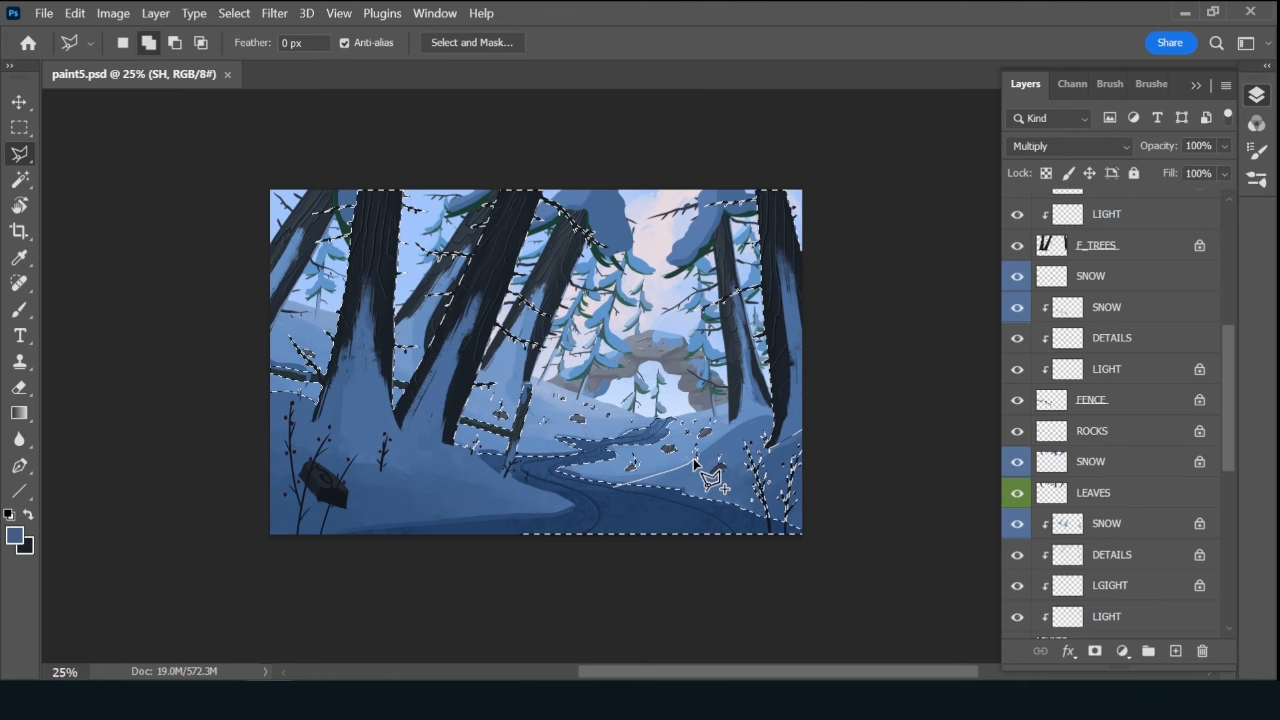 Ps File Edit Image Layer Type Select Filter 3D View Plugins Window Help
Feather: 0 px Anti-alias Select and Mask... Share
paint5.psd @ 25% (SH, RGB/8#) ×
Layers Chann Brush Brushe
Kind
Multiply Opacity: 100%
Lock: Fill: 100%
LIGHT
F_TREES
SNOW
SNOW
DETAILS
LIGHT
FENCE
ROCKS
SNOW
LEAVES
SNOW
DETAILS
LGIGHT
LIGHT
25% Doc: 19.0M/572.3M